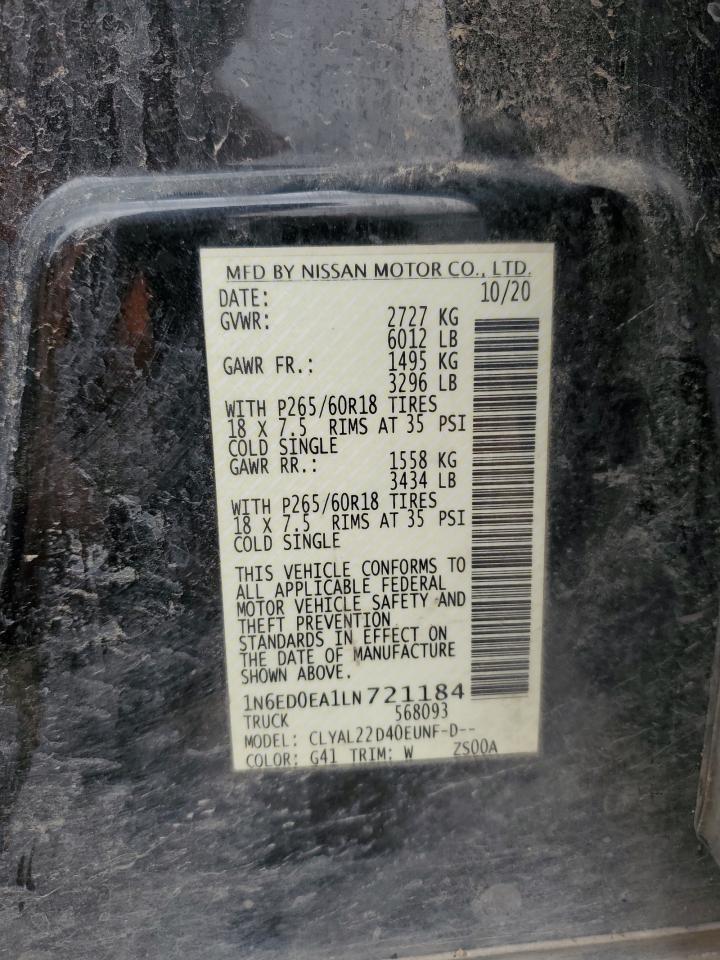 MFD BY NISSAN MOTOR CO., LTD.
DATE: 10/20
GVWR: 2727 KG
6012 LB
GAWR FR.: 1495 KG
3296 LB
WITH P265/60R18 TIRES
18 X 7.5 RIMS AT 35 PSI
COLD SINGLE
GAWR RR.: 1558 KG
3434 LB
WITH P265/60R18 TIRES
18 X 7.5 RIMS AT 35 PSI
COLD SINGLE
THIS VEHICLE CONFORMS TO
ALL APPLICABLE FEDERAL
MOTOR VEHICLE SAFETY AND
THEFT PREVENTION
STANDARDS IN EFFECT ON
THE DATE OF MANUFACTURE
SHOWN ABOVE.
1N6ED0EA1LN721184
TRUCK 568093
MODEL: CLYAL22D40EUNF-D--
COLOR: G41 TRIM: W ZS00A